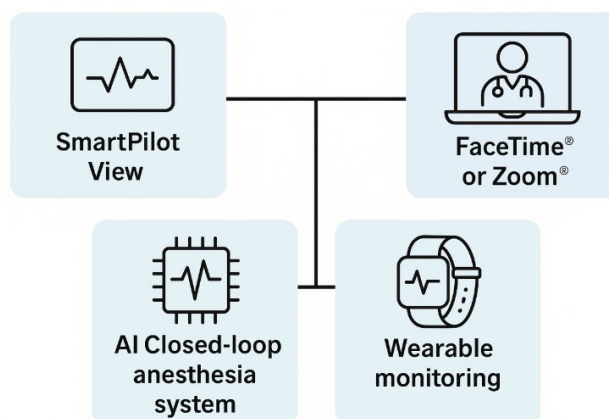 SmartPilot
View
FaceTime®
or Zoom®
AI Closed-loop
anesthesia
system
Wearable
monitoring